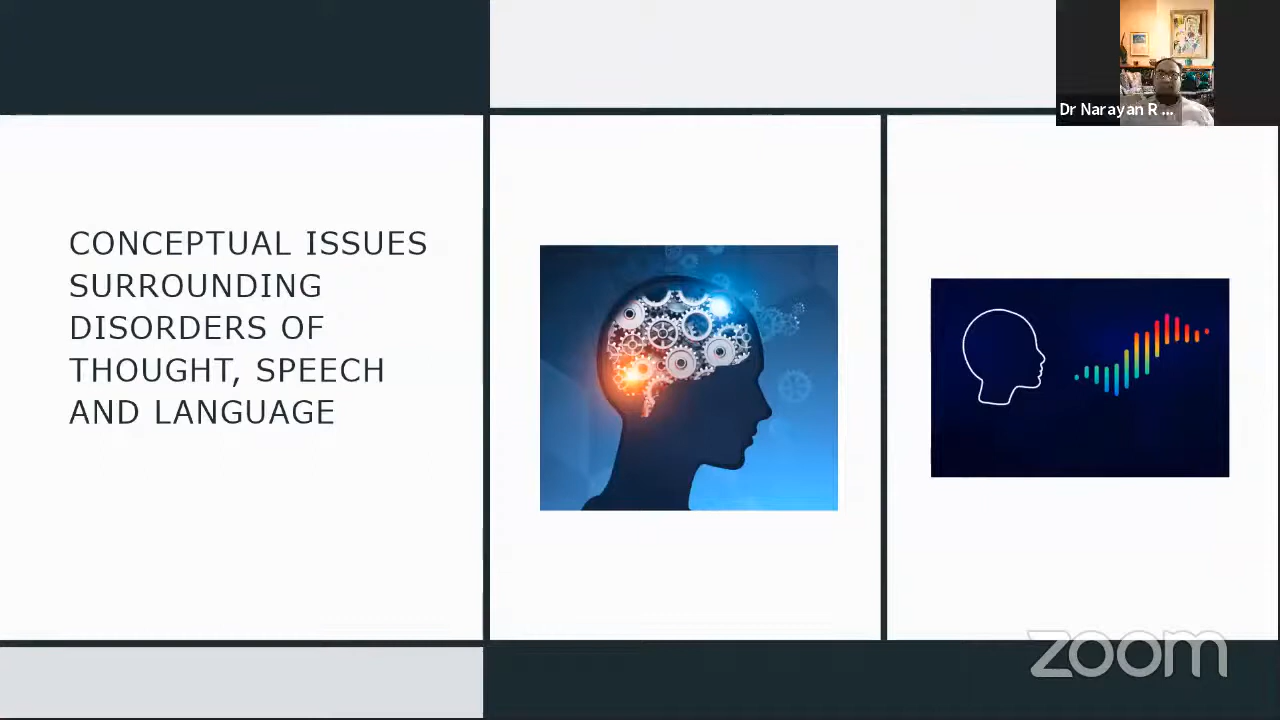 CONCEPTUAL ISSUES
SURROUNDING
DISORDERS OF
THOUGHT, SPEECH
AND LANGUAGE
Dr Narayan R ...
zoom